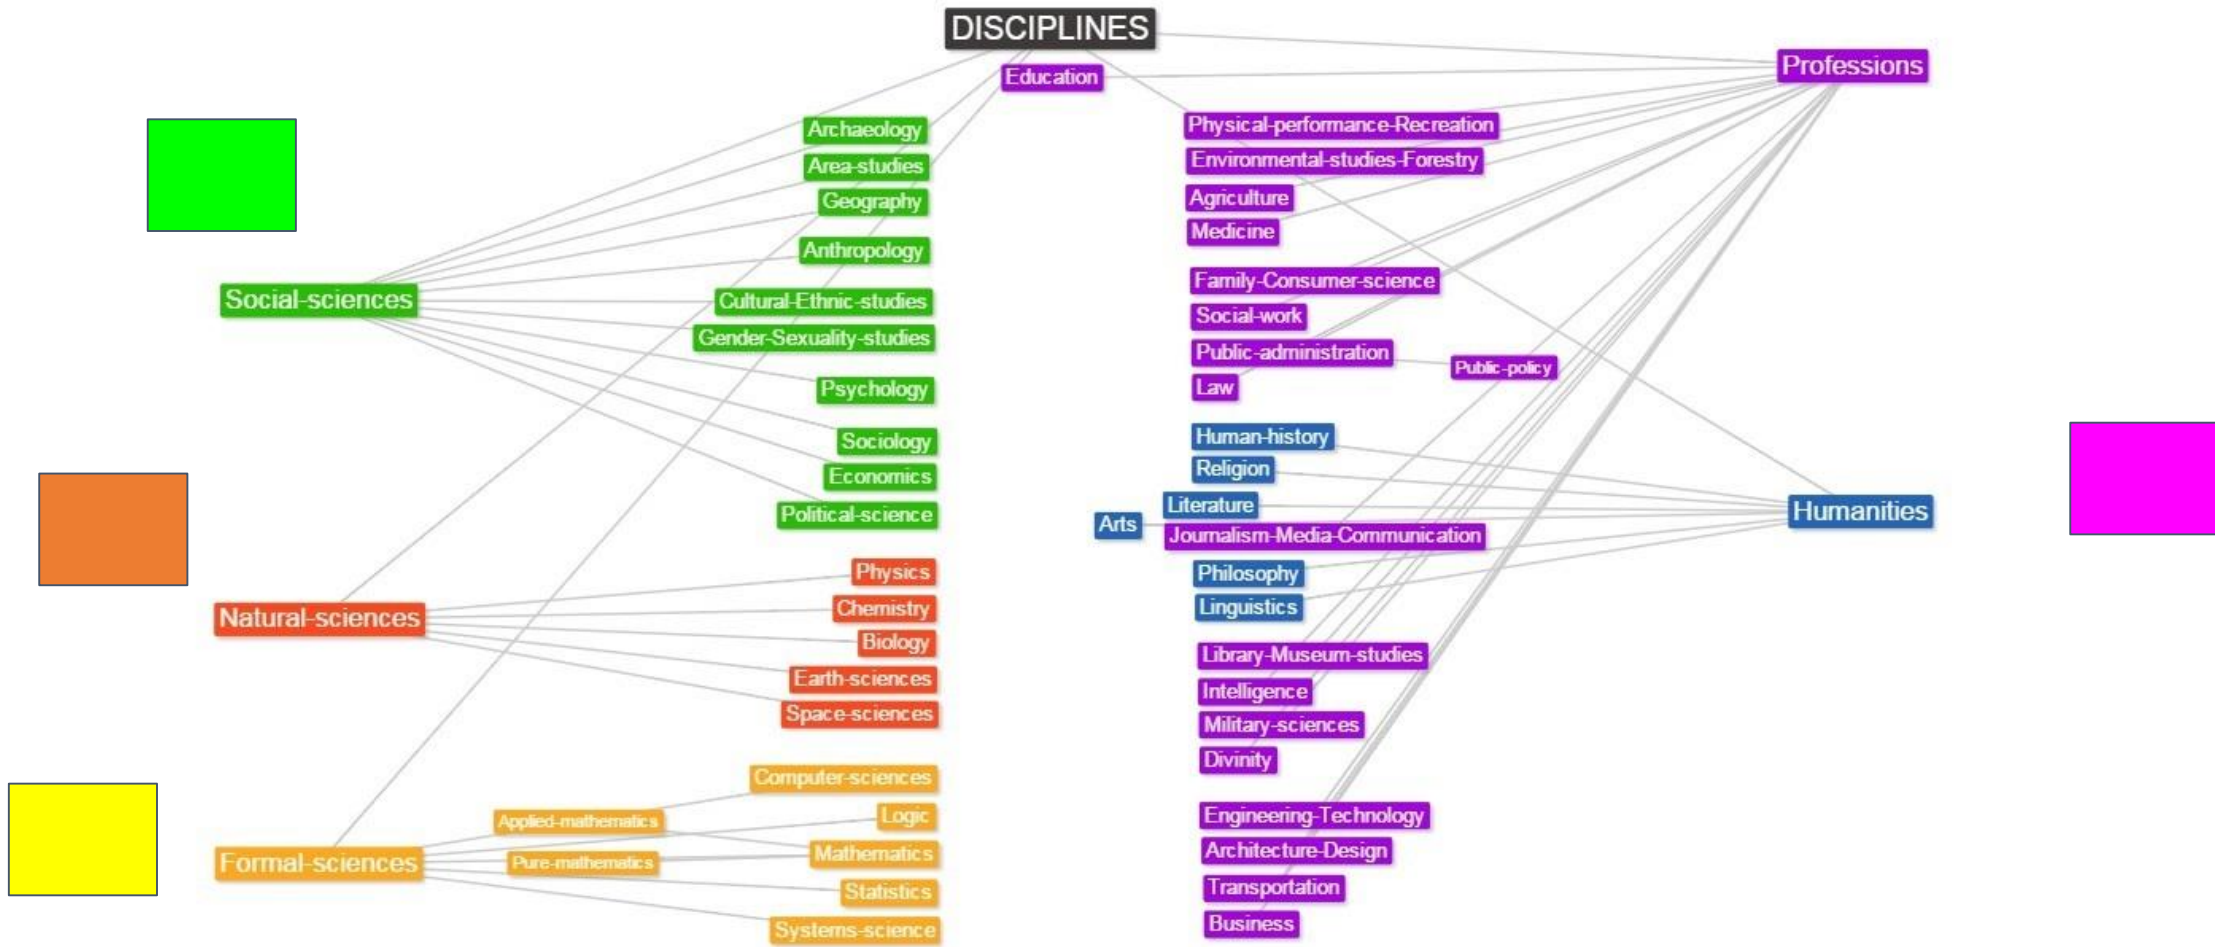 DISCIPLINES
Education
Professions
Archaeology
Area-studies
Geography
Anthropology
Social-sciences
Cultural-Ethnic-studies
Gender-Sexuality-studies
Psychology
Sociology
Economics
Political-science
Physics
Chemistry
Natural-sciences
Biology
Earth-sciences
Space-sciences
Computer-sciences
Applied-mathematics
Logic
Formal-sciences
Pure-mathematics
Mathematics
Statistics
Systems-science
Physical-performance-Recreation
Environmental-studies-Forestry
Agriculture
Medicine
Family-Consumer-science
Social-work
Public-administration
Public-policy
Law
Human-history
Religion
Literature
Arts
Humanities
Journalism-Media-Communication
Philosophy
Linguistics
Library-Museum-studies
Intelligence
Military-sciences
Divinity
Engineering-Technology
Architecture-Design
Transportation
Business